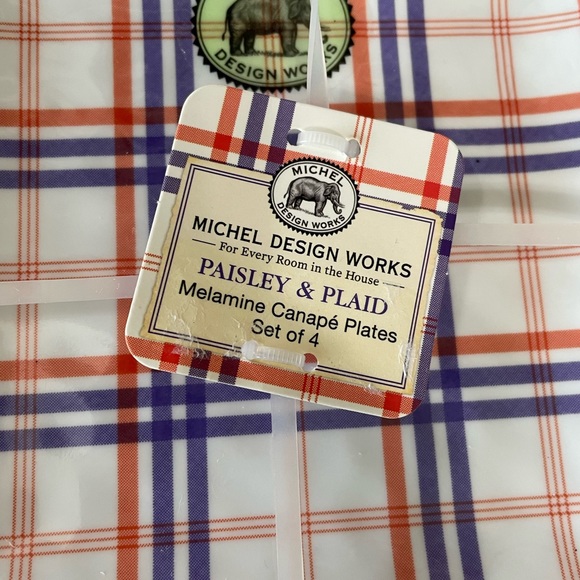 MICHEL
DESIGN WORKS
MICHEL
DESIGN WORKS
MICHEL DESIGN WORKS
For Every Room in the House
PAISLEY & PLAID
Melamine Canapé Plates
Set of 4